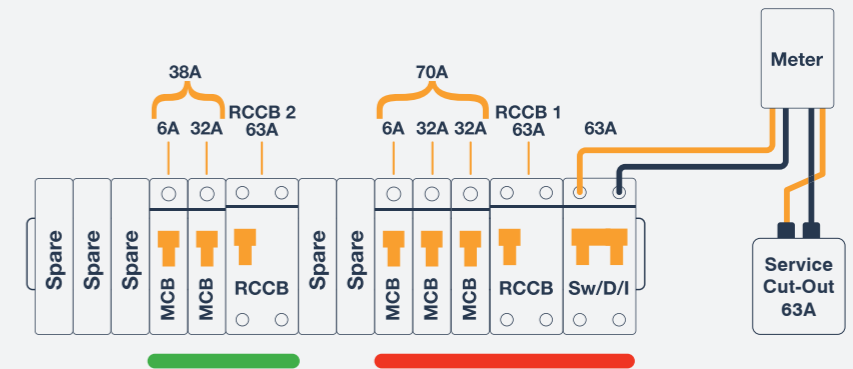 38A
6A 32A
RCCB 2
63A
70A
6A 32A 32A
RCCB 1
63A
63A
Meter
Spare
Spare
Spare
MCB
MCB
RCCB
Spare
Spare
MCB
MCB
MCB
RCCB
Sw/D/I
Service
Cut-Out
63A